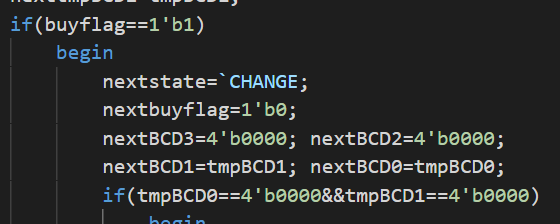 if(buyflag==1'b1)
begin
nextstate=`CHANGE;
nextbuyflag=1'b0;
nextBCD3=4'b0000; nextBCD2=4'b0000;
nextBCD1=tmpBCD1; nextBCD0=tmpBCD0;
if(tmpBCD0==4'b0000&&tmpBCD1==4'b0000)